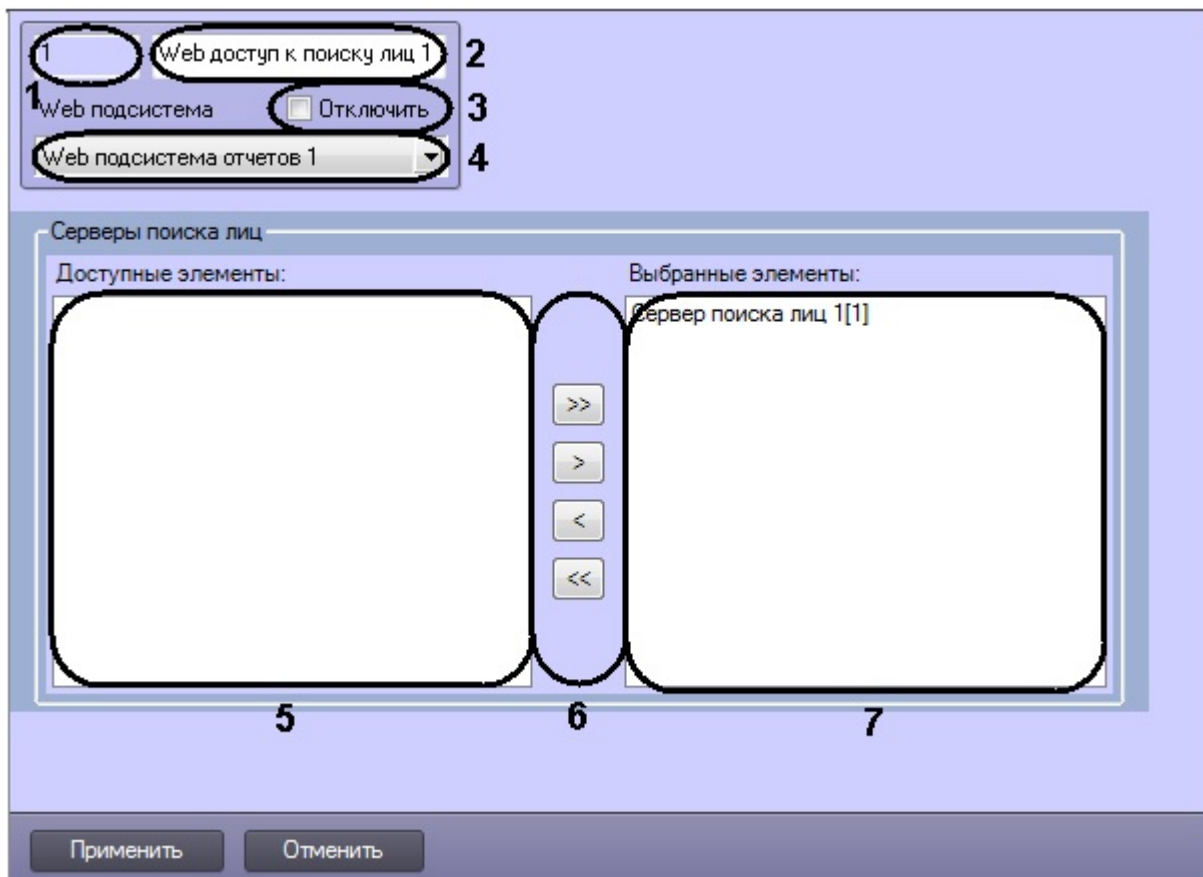 1 Web доступ к поиску лиц 1 2
1 Web подсистема Отключить 3
Web подсистема отчетов 1 4
Серверы поиска лиц
Доступные элементы: Выбранные элементы:
Сервер поиска лиц 1[1]
>>
>
<
<<
5 6 7
Применить Отменить